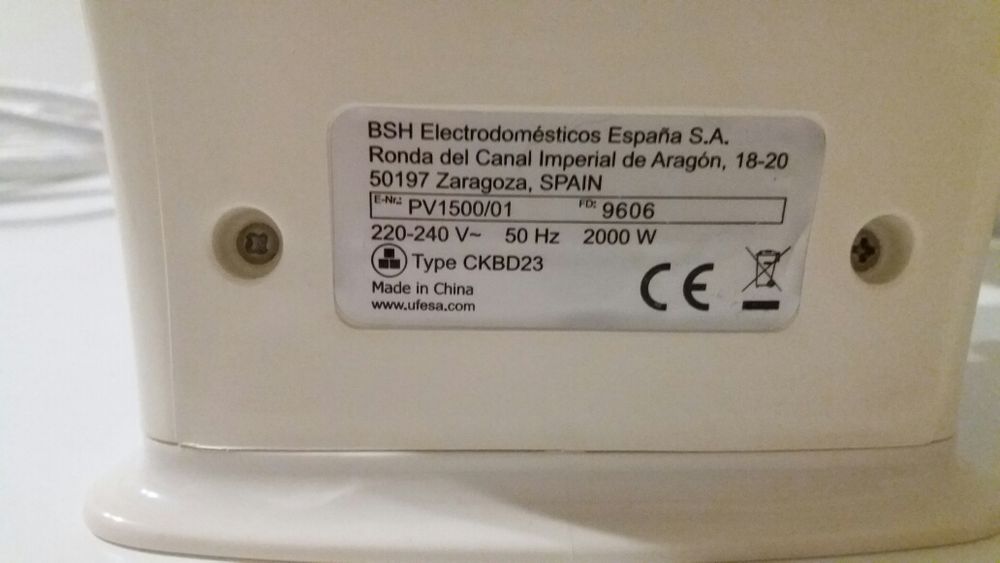 BSH Electrodomésticos España S.A.
Ronda del Canal Imperial de Aragón, 18-20
50197 Zaragoza, SPAIN
E-Nr.: PV1500/01 FD: 9606
220-240 V~ 50 Hz 2000 W
Type CKBD23
Made in China
www.ufesa.com
CE